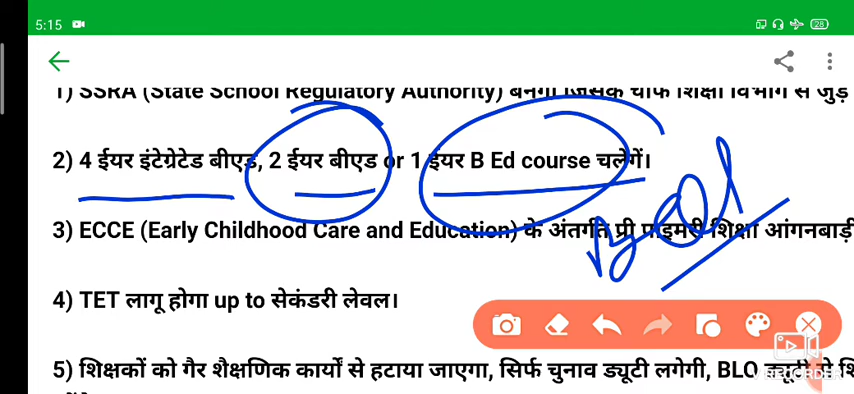 5:15
28
1) SSRA (State School Regulatory Authority) बनेगी जिसके चीफ शिक्षा विभाग से जुड़
2) 4 ईयर इंटेग्रेटेड बीएड, 2 ईयर बीएड or 1 ईयर B Ed course चलेगें।
3) ECCE (Early Childhood Care and Education) के अंतर्गत प्री प्राइमरी शिक्षा आंगनबाड़ी
B.Ed
4) TET लागू होगा up to सेकंडरी लेवल।
5) शिक्षकों को गैर शैक्षणिक कार्यों से हटाया जाएगा, सिर्फ चुनाव ड्यूटी लगेगी, BLO ड्यूटी से
RECORDER